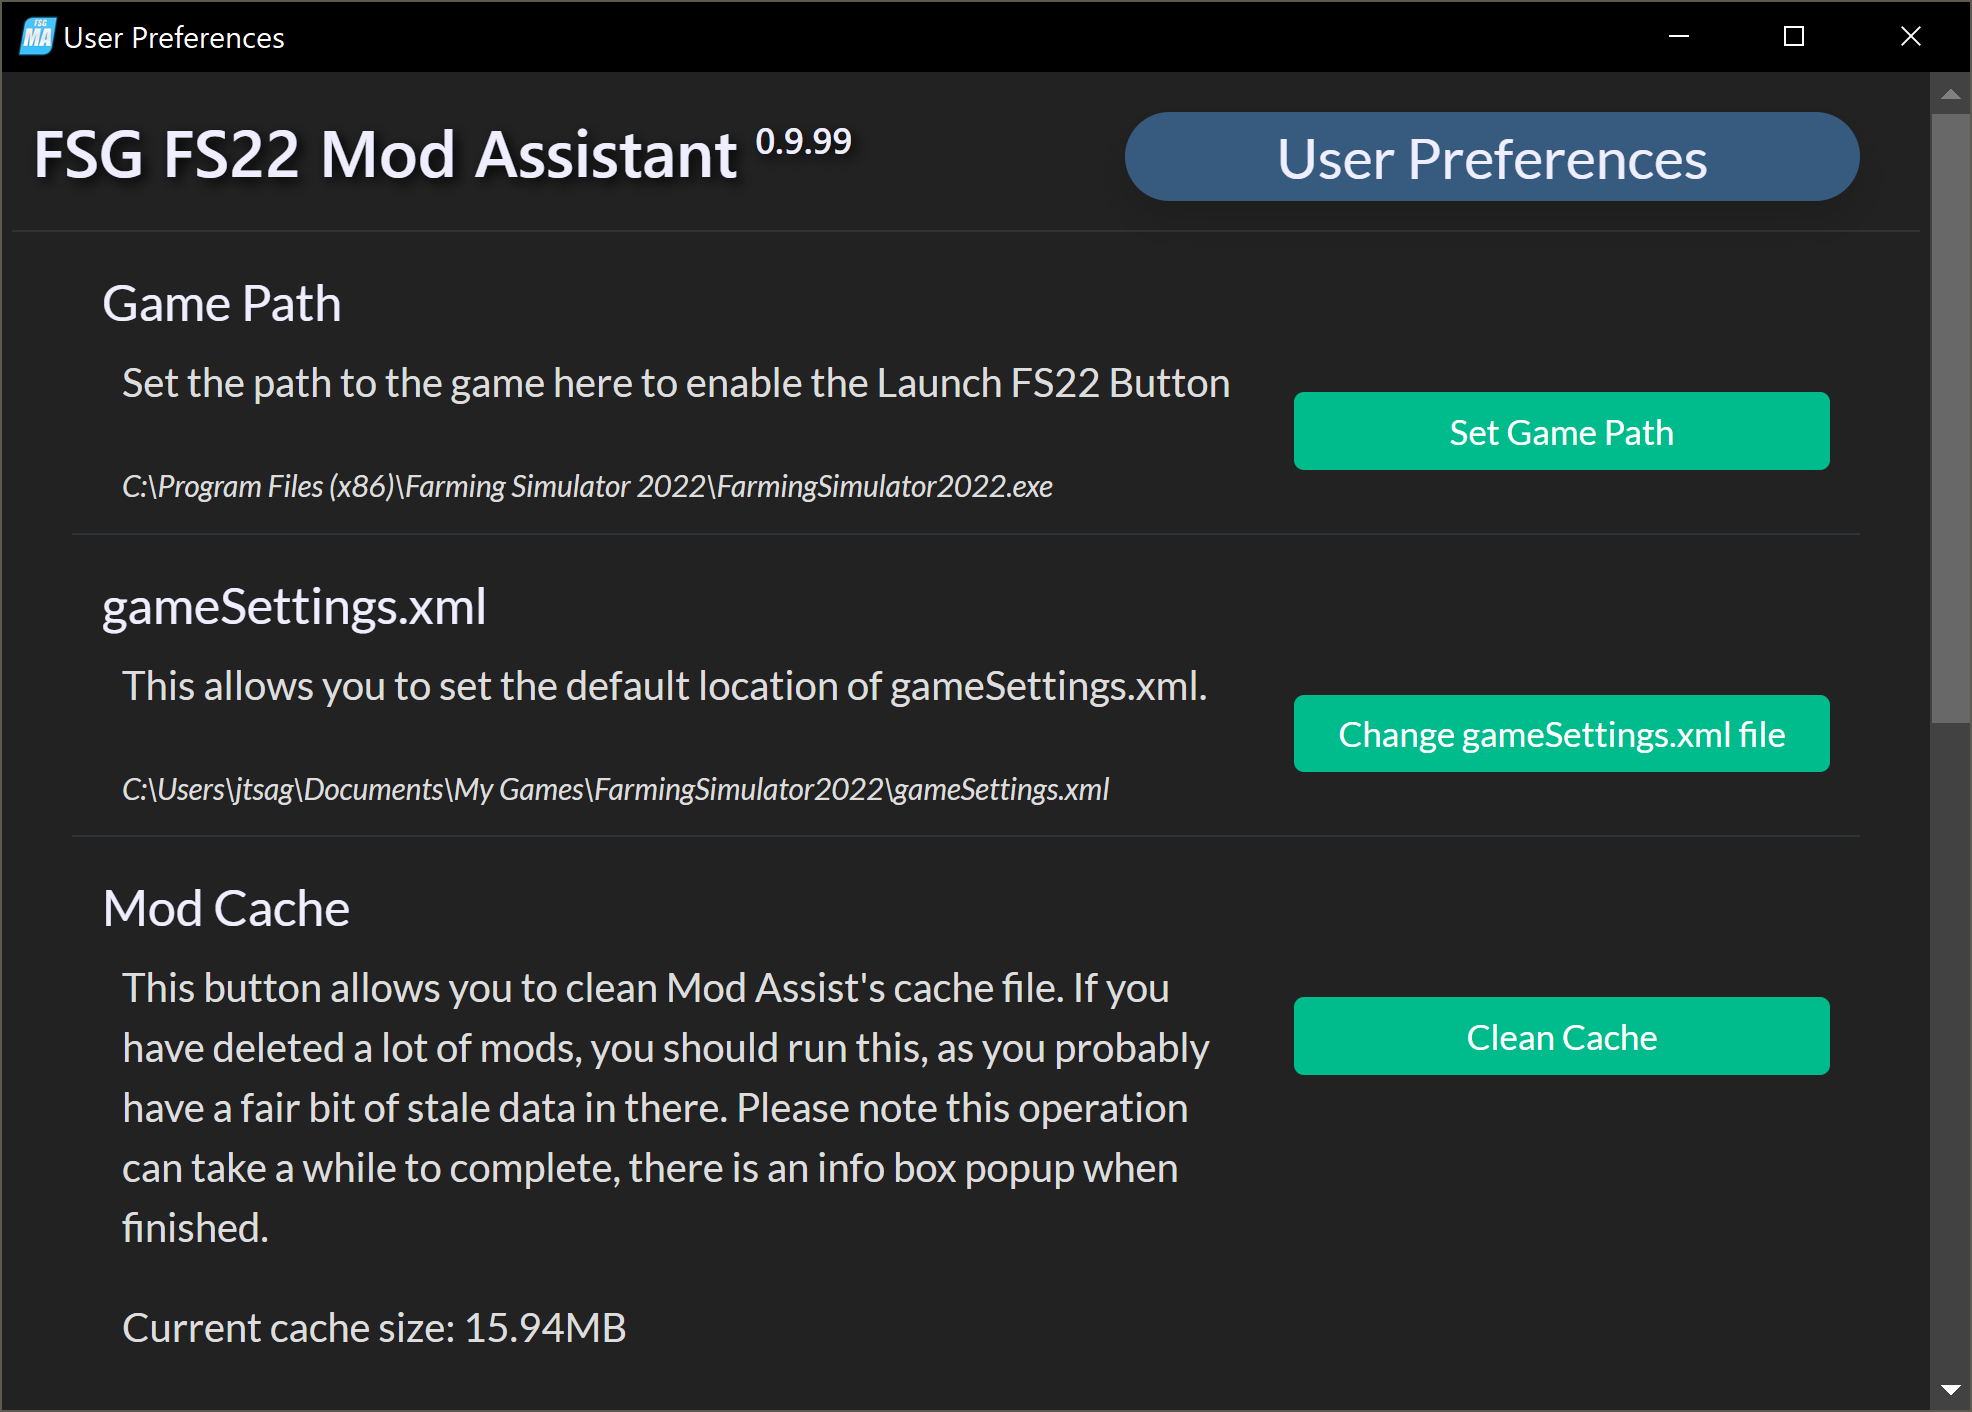 FSG
MA
User Preferences
FSG FS22 Mod Assistant 0.9.99
User Preferences
Game Path
Set the path to the game here to enable the Launch FS22 Button
Set Game Path
C:\Program Files (x86)\Farming Simulator 2022\FarmingSimulator2022.exe
gameSettings.xml
This allows you to set the default location of gameSettings.xml.
Change gameSettings.xml file
C:\Users\jtsag\Documents\My Games\FarmingSimulator2022\gameSettings.xml
Mod Cache
This button allows you to clean Mod Assist's cache file. If you
have deleted a lot of mods, you should run this, as you probably
have a fair bit of stale data in there. Please note this operation
can take a while to complete, there is an info box popup when
finished.
Clean Cache
Current cache size: 15.94MB